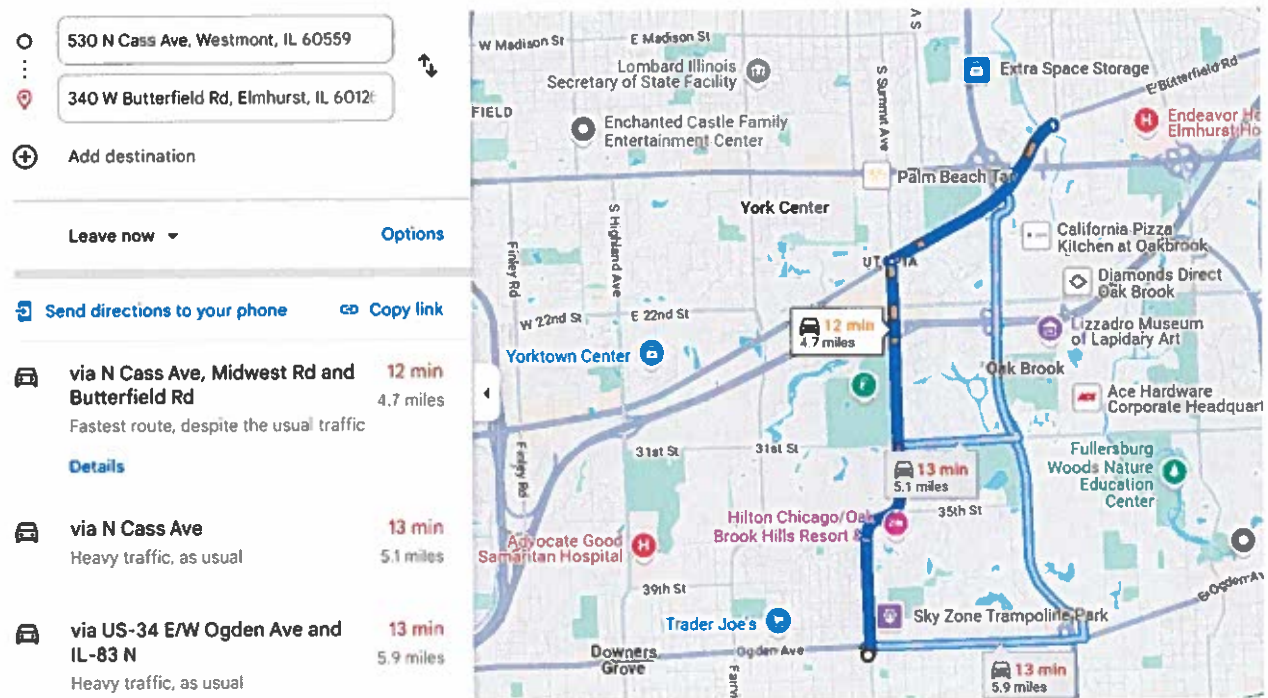 530 N Cass Ave, Westmont, IL 60559
340 W Butterfield Rd, Elmhurst, IL 60126
Add destination
Leave now
Options
Send directions to your phone
Copy link
via N Cass Ave, Midwest Rd and
Butterfield Rd
12 min
4.7 miles
Fastest route, despite the usual traffic
Details
via N Cass Ave
13 min
Heavy traffic, as usual
5.1 miles
via US-34 E/W Ogden Ave and
IL-83 N
13 min
5.9 miles
Heavy traffic, as usual
W Madison St
E Madison St
Lombard Illinois
Secretary of State Facility
S Summit Ave
Extra Space Storage
E Butterfield Rd
FIELD
Enchanted Castle Family
Entertainment Center
Endeavor He
Elmhurst Ho
Palm Beach Tan
York Center
Finley Rd
S Highland Ave
California Pizza
Kitchen at Oakbrook
Diamonds Direct
Oak Brook
W 22nd St
E 22nd St
12 min
4.7 miles
Lizzadro Museum
of Lapidary Art
Yorktown Center
Oak Brook
Ace Hardware
Corporate Headquart
Finley Rd
31st St
31st St
13 min
5.1 miles
Fullersburg
Woods Nature
Education
Center
35th St
Hilton Chicago/Oak
Brook Hills Resort &
Advocate Good
Samaritan Hospital
39th St
E Ogden Av
Trader Joe's
Sky Zone Trampoline Park
Downers
Grove
Ogden Ave
13 min
5.9 miles